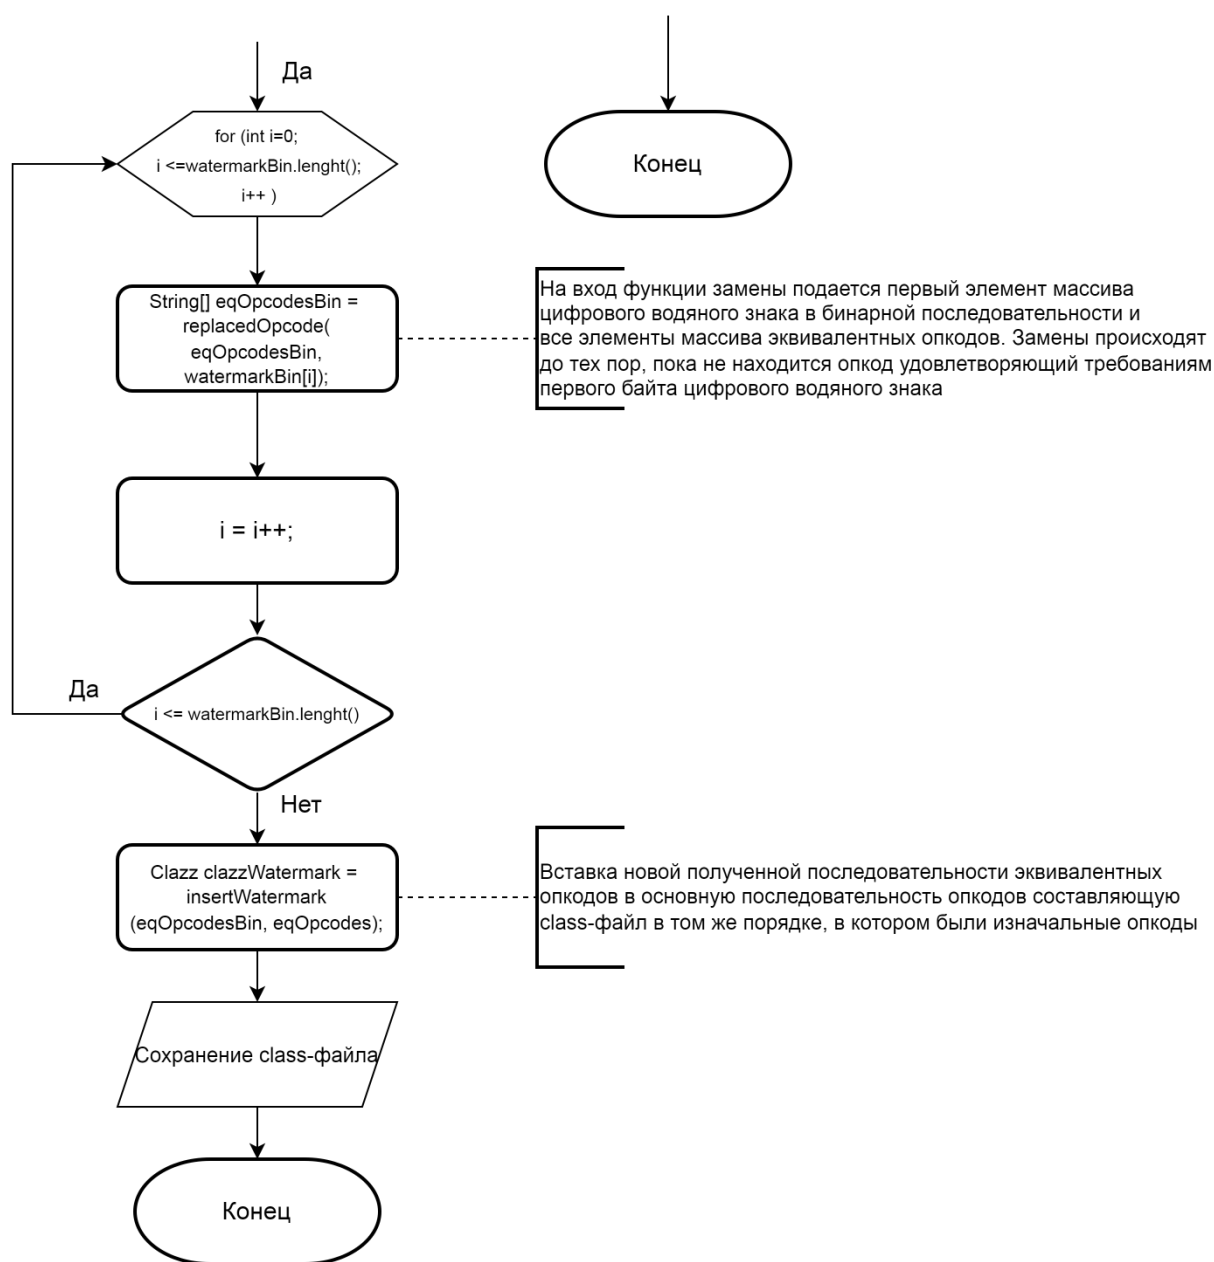 Да
for (int i=0;
i <=watermarkBin.lenght();
i++ )
Конец
String[] eqOpcodesBin =
replacedOpcode(
eqOpcodesBin,
watermarkBin[i]);
На вход функции замены подается первый элемент массива
цифрового водяного знака в бинарной последовательности и
все элементы массива эквивалентных опкодов. Замены происходят
до тех пор, пока не находится опкод удовлетворяющий требованиям
первого байта цифрового водяного знака
i = i++;
Да
i <= watermarkBin.lenght()
Нет
Clazz clazzWatermark =
insertWatermark
(eqOpcodesBin, eqOpcodes);
Вставка новой полученной последовательности эквивалентных
опкодов в основную последовательность опкодов составляющую
class-файл в том же порядке, в котором были изначальные опкоды
Сохранение class-файла
Конец